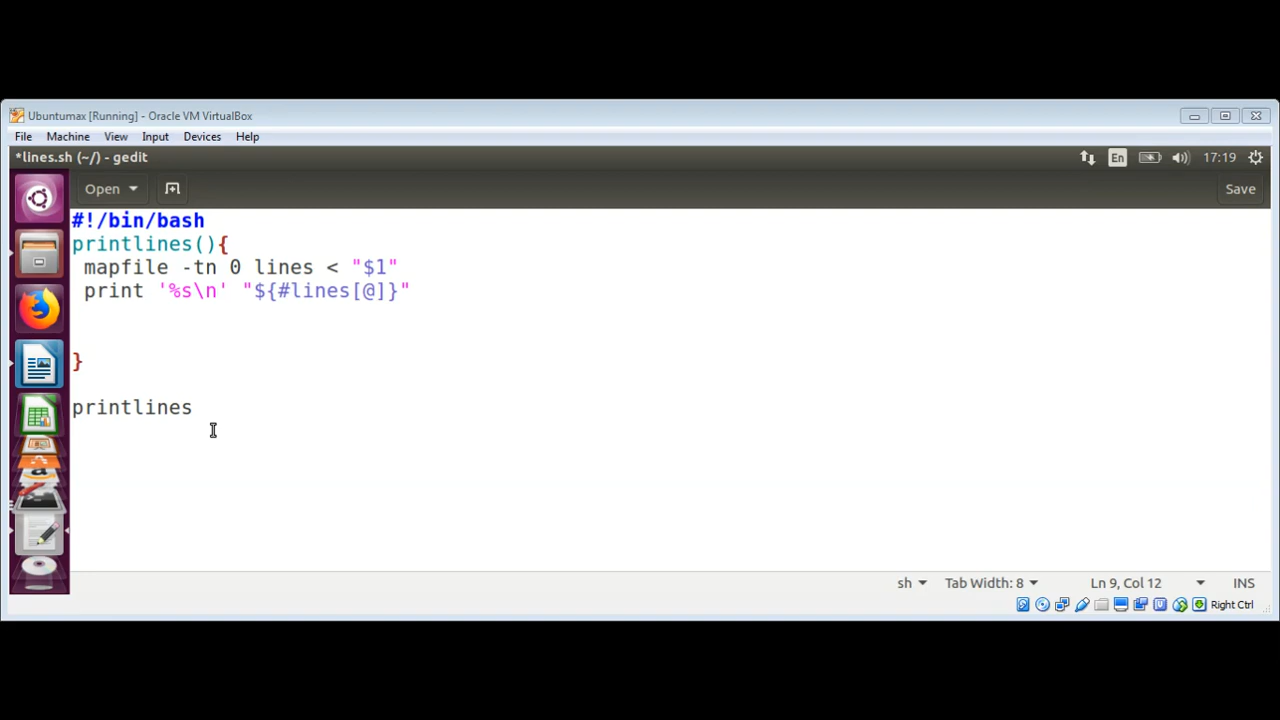 Ubuntumax [Running] - Oracle VM VirtualBox
File Machine View Input Devices Help
*lines.sh (~/) - gedit En 17:19
Open Save
#!/bin/bash
printlines(){
mapfile -tn 0 lines < "$1"
print '%s\n' "${#lines[@]}"
}
printlines
sh Tab Width: 8 Ln 9, Col 12 INS
Right Ctrl